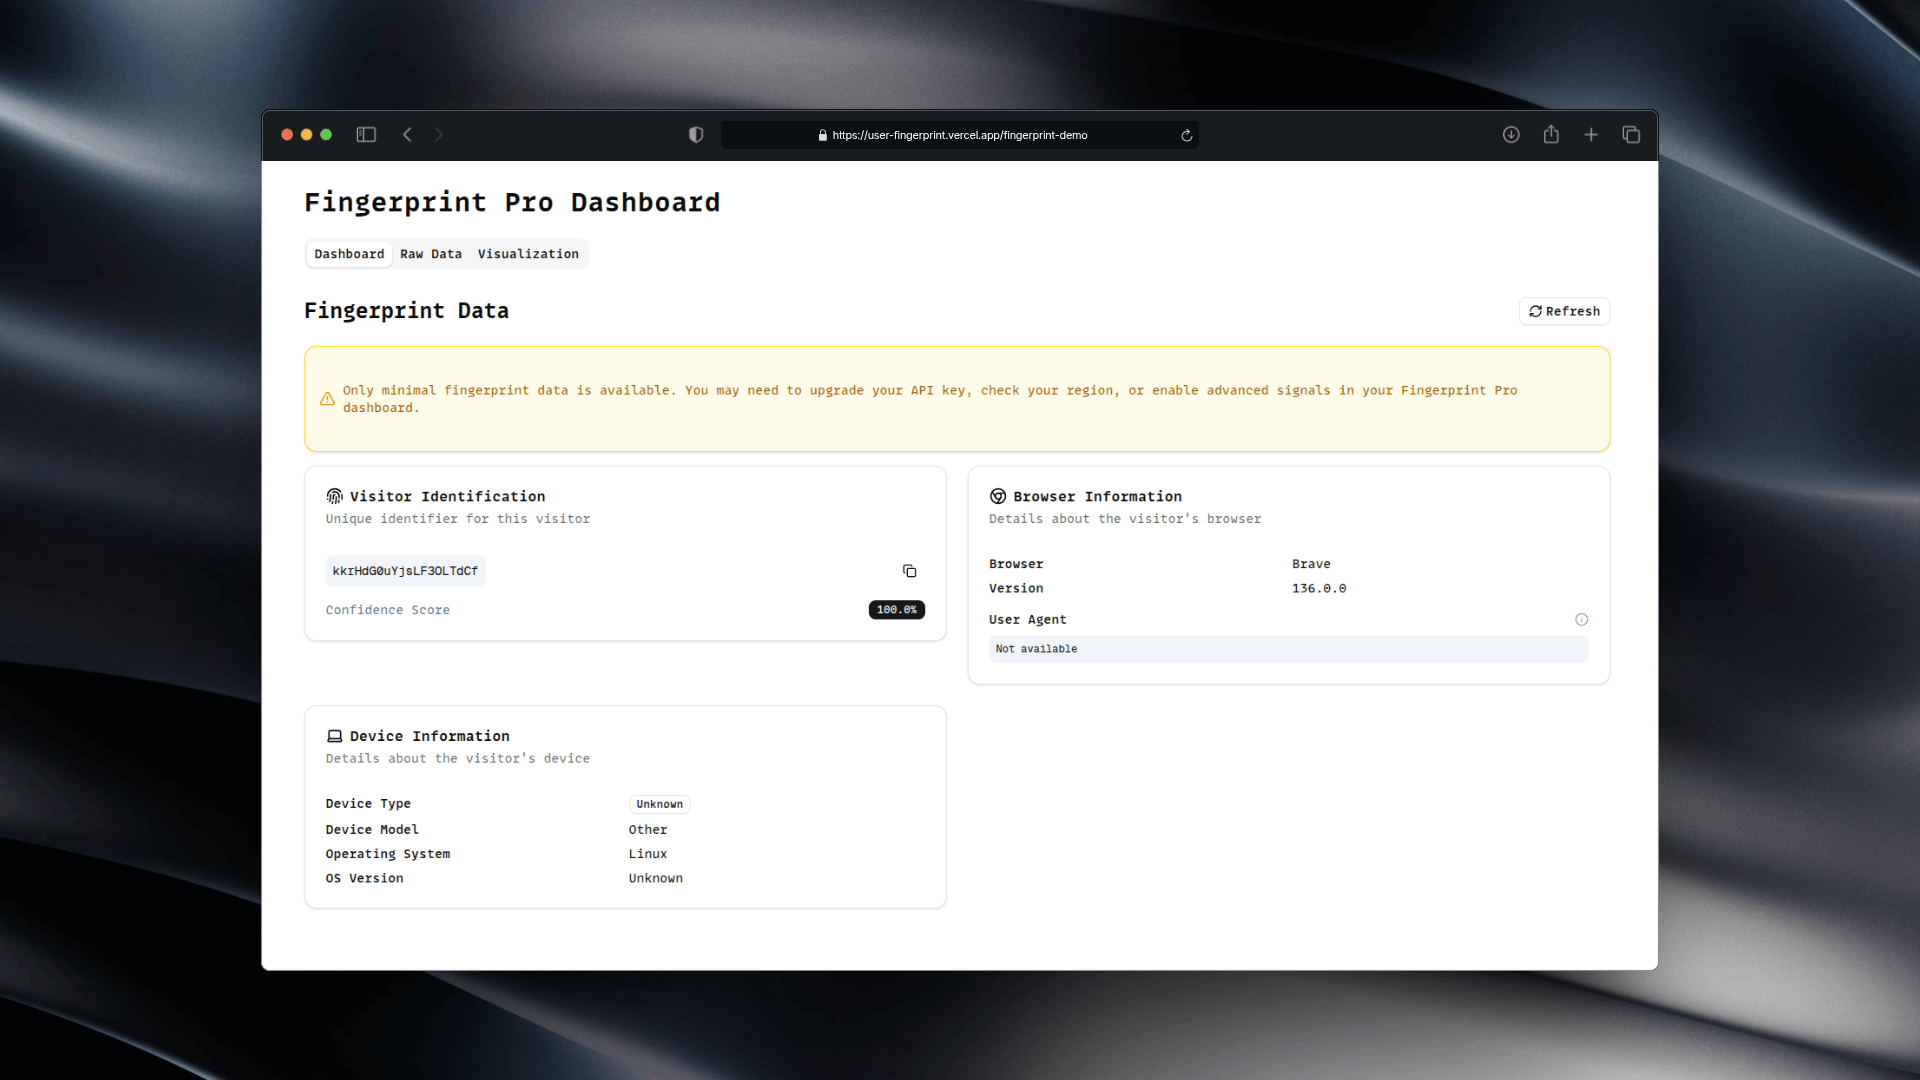 https://user-fingerprint.vercel.app/fingerprint-demo
Fingerprint Pro Dashboard
Dashboard Raw Data Visualization
Fingerprint Data
Refresh
Only minimal fingerprint data is available. You may need to upgrade your API key, check your region, or enable advanced signals in your Fingerprint Pro
dashboard.
Visitor Identification
Unique identifier for this visitor
kkrHdG0uYjsLF3OLTdCf
Confidence Score 100.0%
Browser Information
Details about the visitor's browser
Browser Brave
Version 136.0.0
User Agent
Not available
Device Information
Details about the visitor's device
Device Type Unknown
Device Model Other
Operating System Linux
OS Version Unknown